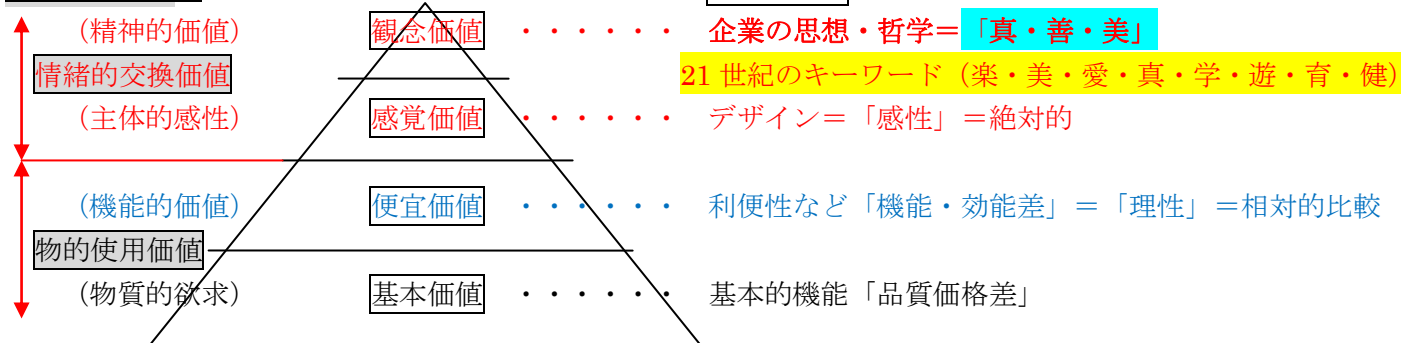 (精神的価値) 観念価値 ・・・・・・ 企業の思想・哲学＝「真・善・美」
情緒的交換価値 21 世紀のキーワード（楽・美・愛・真・学・遊・育・健）
(主体的感性) 感覚価値 ・・・・・・ デザイン＝「感性」＝絶対的
(機能的価値) 便宜価値 ・・・・・・ 利便性など「機能・効能差」＝「理性」＝相対的比較
物的使用価値
(物質的欲求) 基本価値 ・・・・・・ 基本的機能「品質価格差」